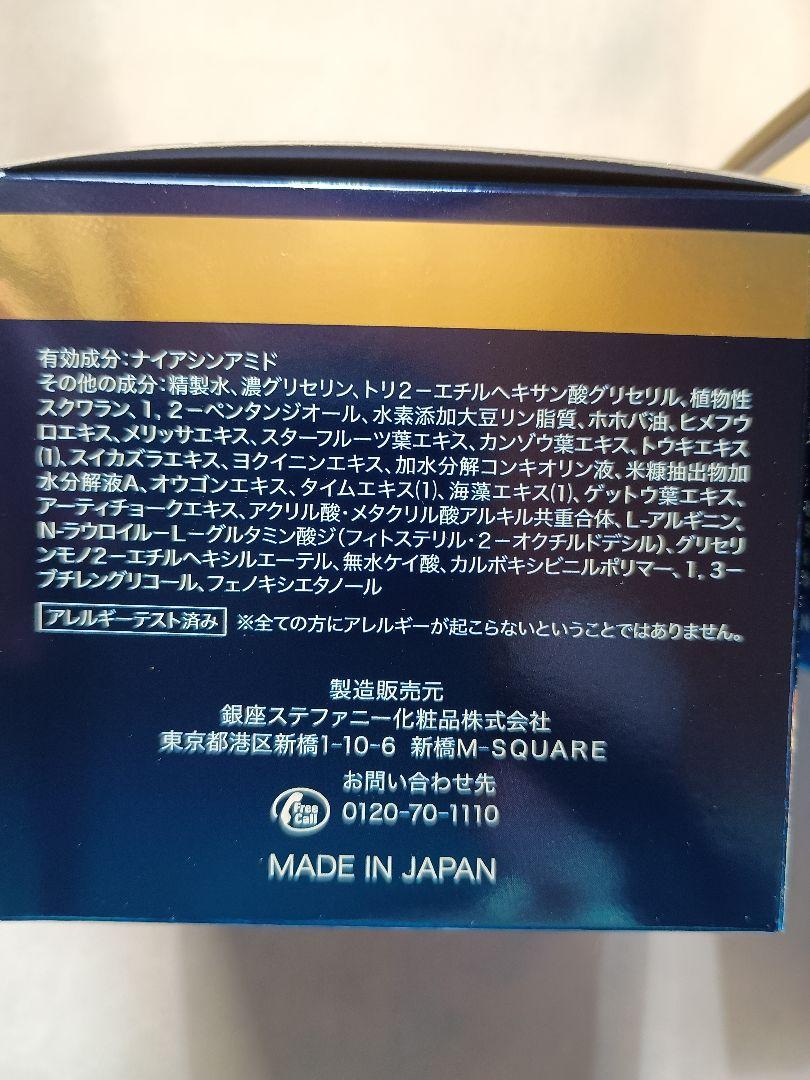 有効成分：ナイアシンアミド
その他の成分：精製水、濃グリセリン、トリ2−エチルヘキサン酸グリセリル、植物性
スクワラン、1，2−ペンタンジオール、水素添加大豆リン脂質、ホホバ油、ヒメフウ
ロエキス、メリッサエキス、スターフルーツ葉エキス、カンゾウ葉エキス、トウキエキス
(1)、スイカズラエキス、ヨクイニンエキス、加水分解コンキオリン液、米糠抽出物加
水分解液A、オウゴンエキス、タイムエキス(1)、海藻エキス(1)、ゲットウ葉エキス、
アーティチョークエキス、アクリル酸・メタクリル酸アルキル共重合体、L-アルギニン、
N-ラウロイル−L−グルタミン酸ジ（フィトステリル・2−オクチルドデシル）、グリセリ
ンモノ2−エチルヘキシルエーテル、無水ケイ酸、カルボキシビニルポリマー、1，3−
ブチレングリコール、フェノキシエタノール
アレルギーテスト済み ※全ての方にアレルギーが起こらないということではありません。
製造販売元
銀座ステファニー化粧品株式会社
東京都港区新橋1-10-6 新橋M-SQUARE
お問い合わせ先
Free Call 0120-70-1110
MADE IN JAPAN